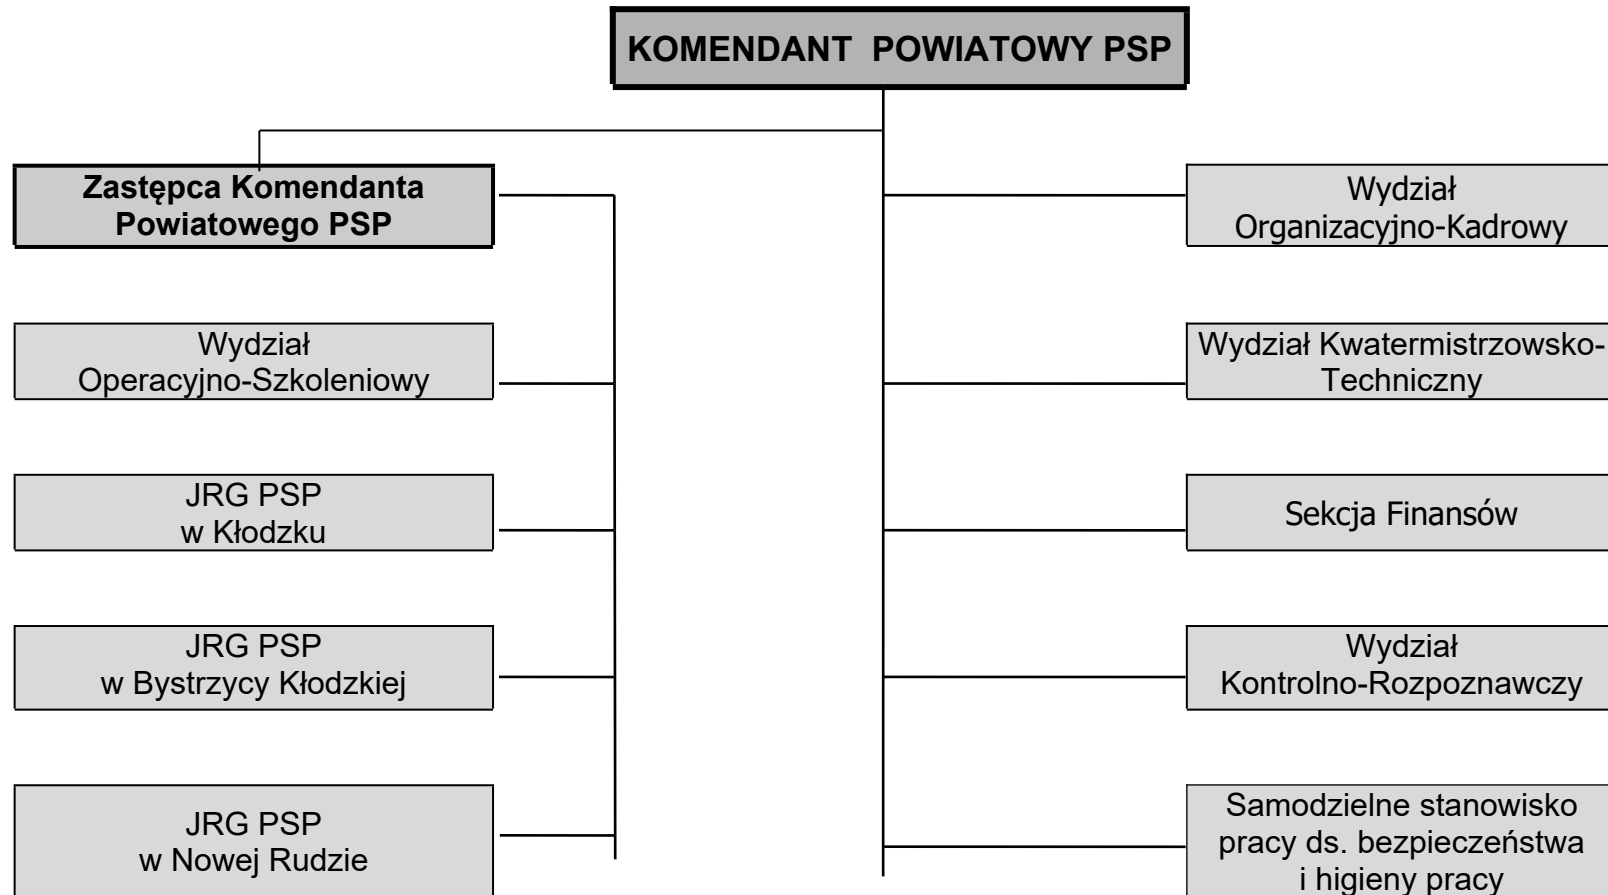 KOMENDANT POWIATOWY PSP
Zastępca Komendanta
Powiatowego PSP
Wydział
Operacyjno-Szkoleniowy
JRG PSP
w Kłodzku
JRG PSP
w Bystrzycy Kłodzkiej
JRG PSP
w Nowej Rudzie
Wydział
Organizacyjno-Kadrowy
Wydział Kwatermistrzowsko-
Techniczny
Sekcja Finansów
Wydział
Kontrolno-Rozpoznawczy
Samodzielne stanowisko
pracy ds. bezpieczeństwa
i higieny pracy